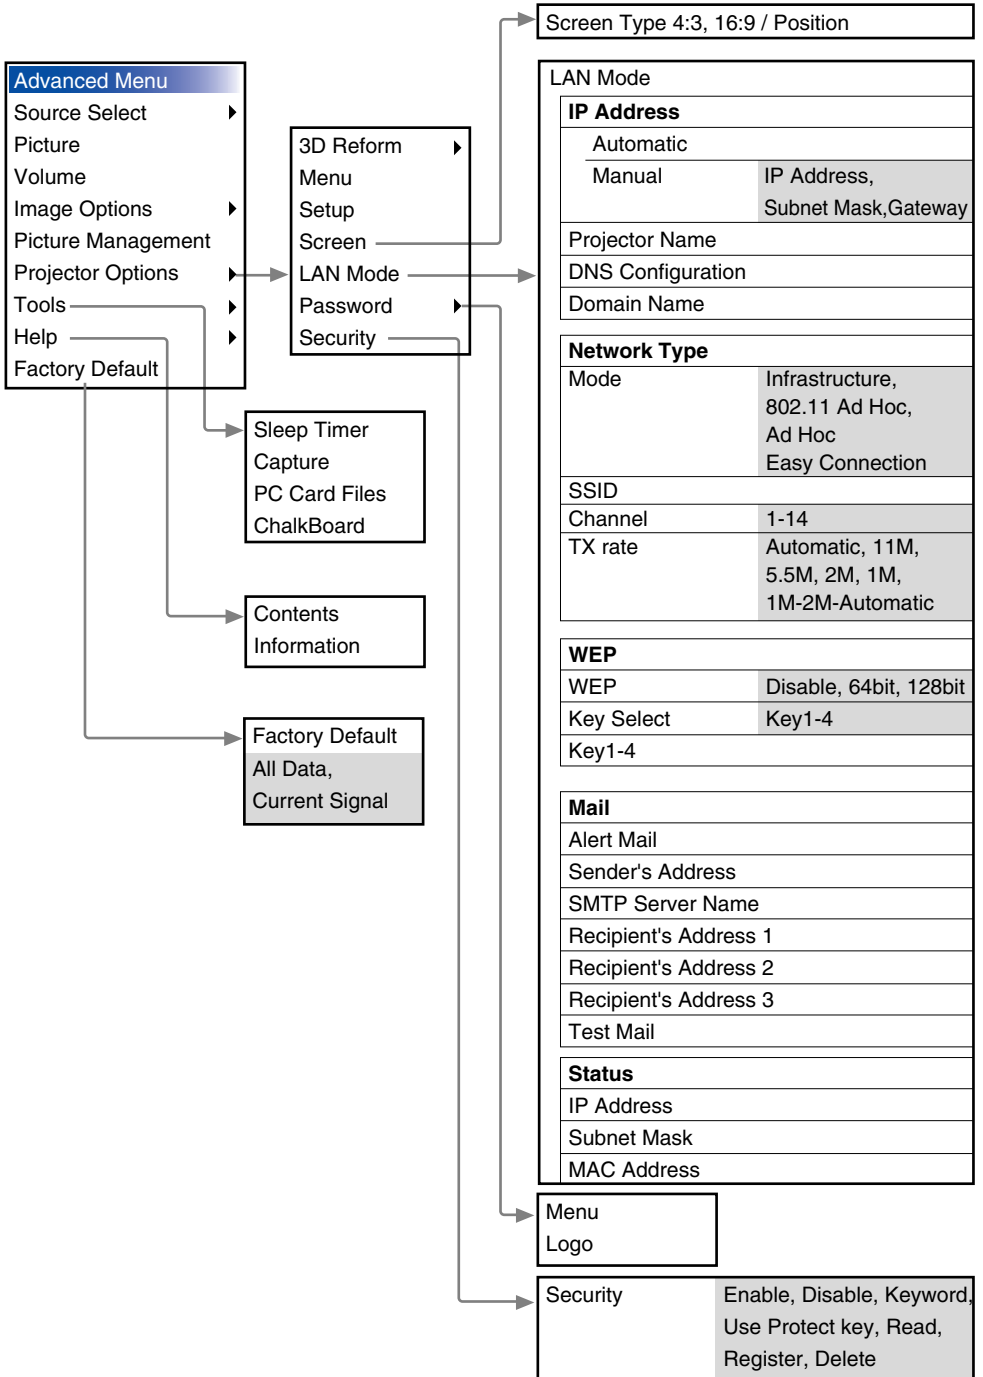 Screen Type 4:3, 16:9 / Position
Advanced Menu
Source Select
Picture
Volume
Image Options
Picture Management
Projector Options
Tools
Help
Factory Default
3D Reform
Menu
Setup
Screen
LAN Mode
Password
Security
Sleep Timer
Capture
PC Card Files
ChalkBoard
Contents
Information
Factory Default
All Data,
Current Signal
LAN Mode
IP Address
Automatic
Manual IP Address,
Subnet Mask,Gateway
Projector Name
DNS Configuration
Domain Name
Network Type
Mode Infrastructure,
802.11 Ad Hoc,
Ad Hoc
Easy Connection
SSID
Channel 1-14
TX rate Automatic, 11M,
5.5M, 2M, 1M,
1M-2M-Automatic
WEP
WEP Disable, 64bit, 128bit
Key Select Key1-4
Key1-4
Mail
Alert Mail
Sender's Address
SMTP Server Name
Recipient's Address 1
Recipient's Address 2
Recipient's Address 3
Test Mail
Status
IP Address
Subnet Mask
MAC Address
Menu
Logo
Security Enable, Disable, Keyword,
Use Protect key, Read,
Register, Delete